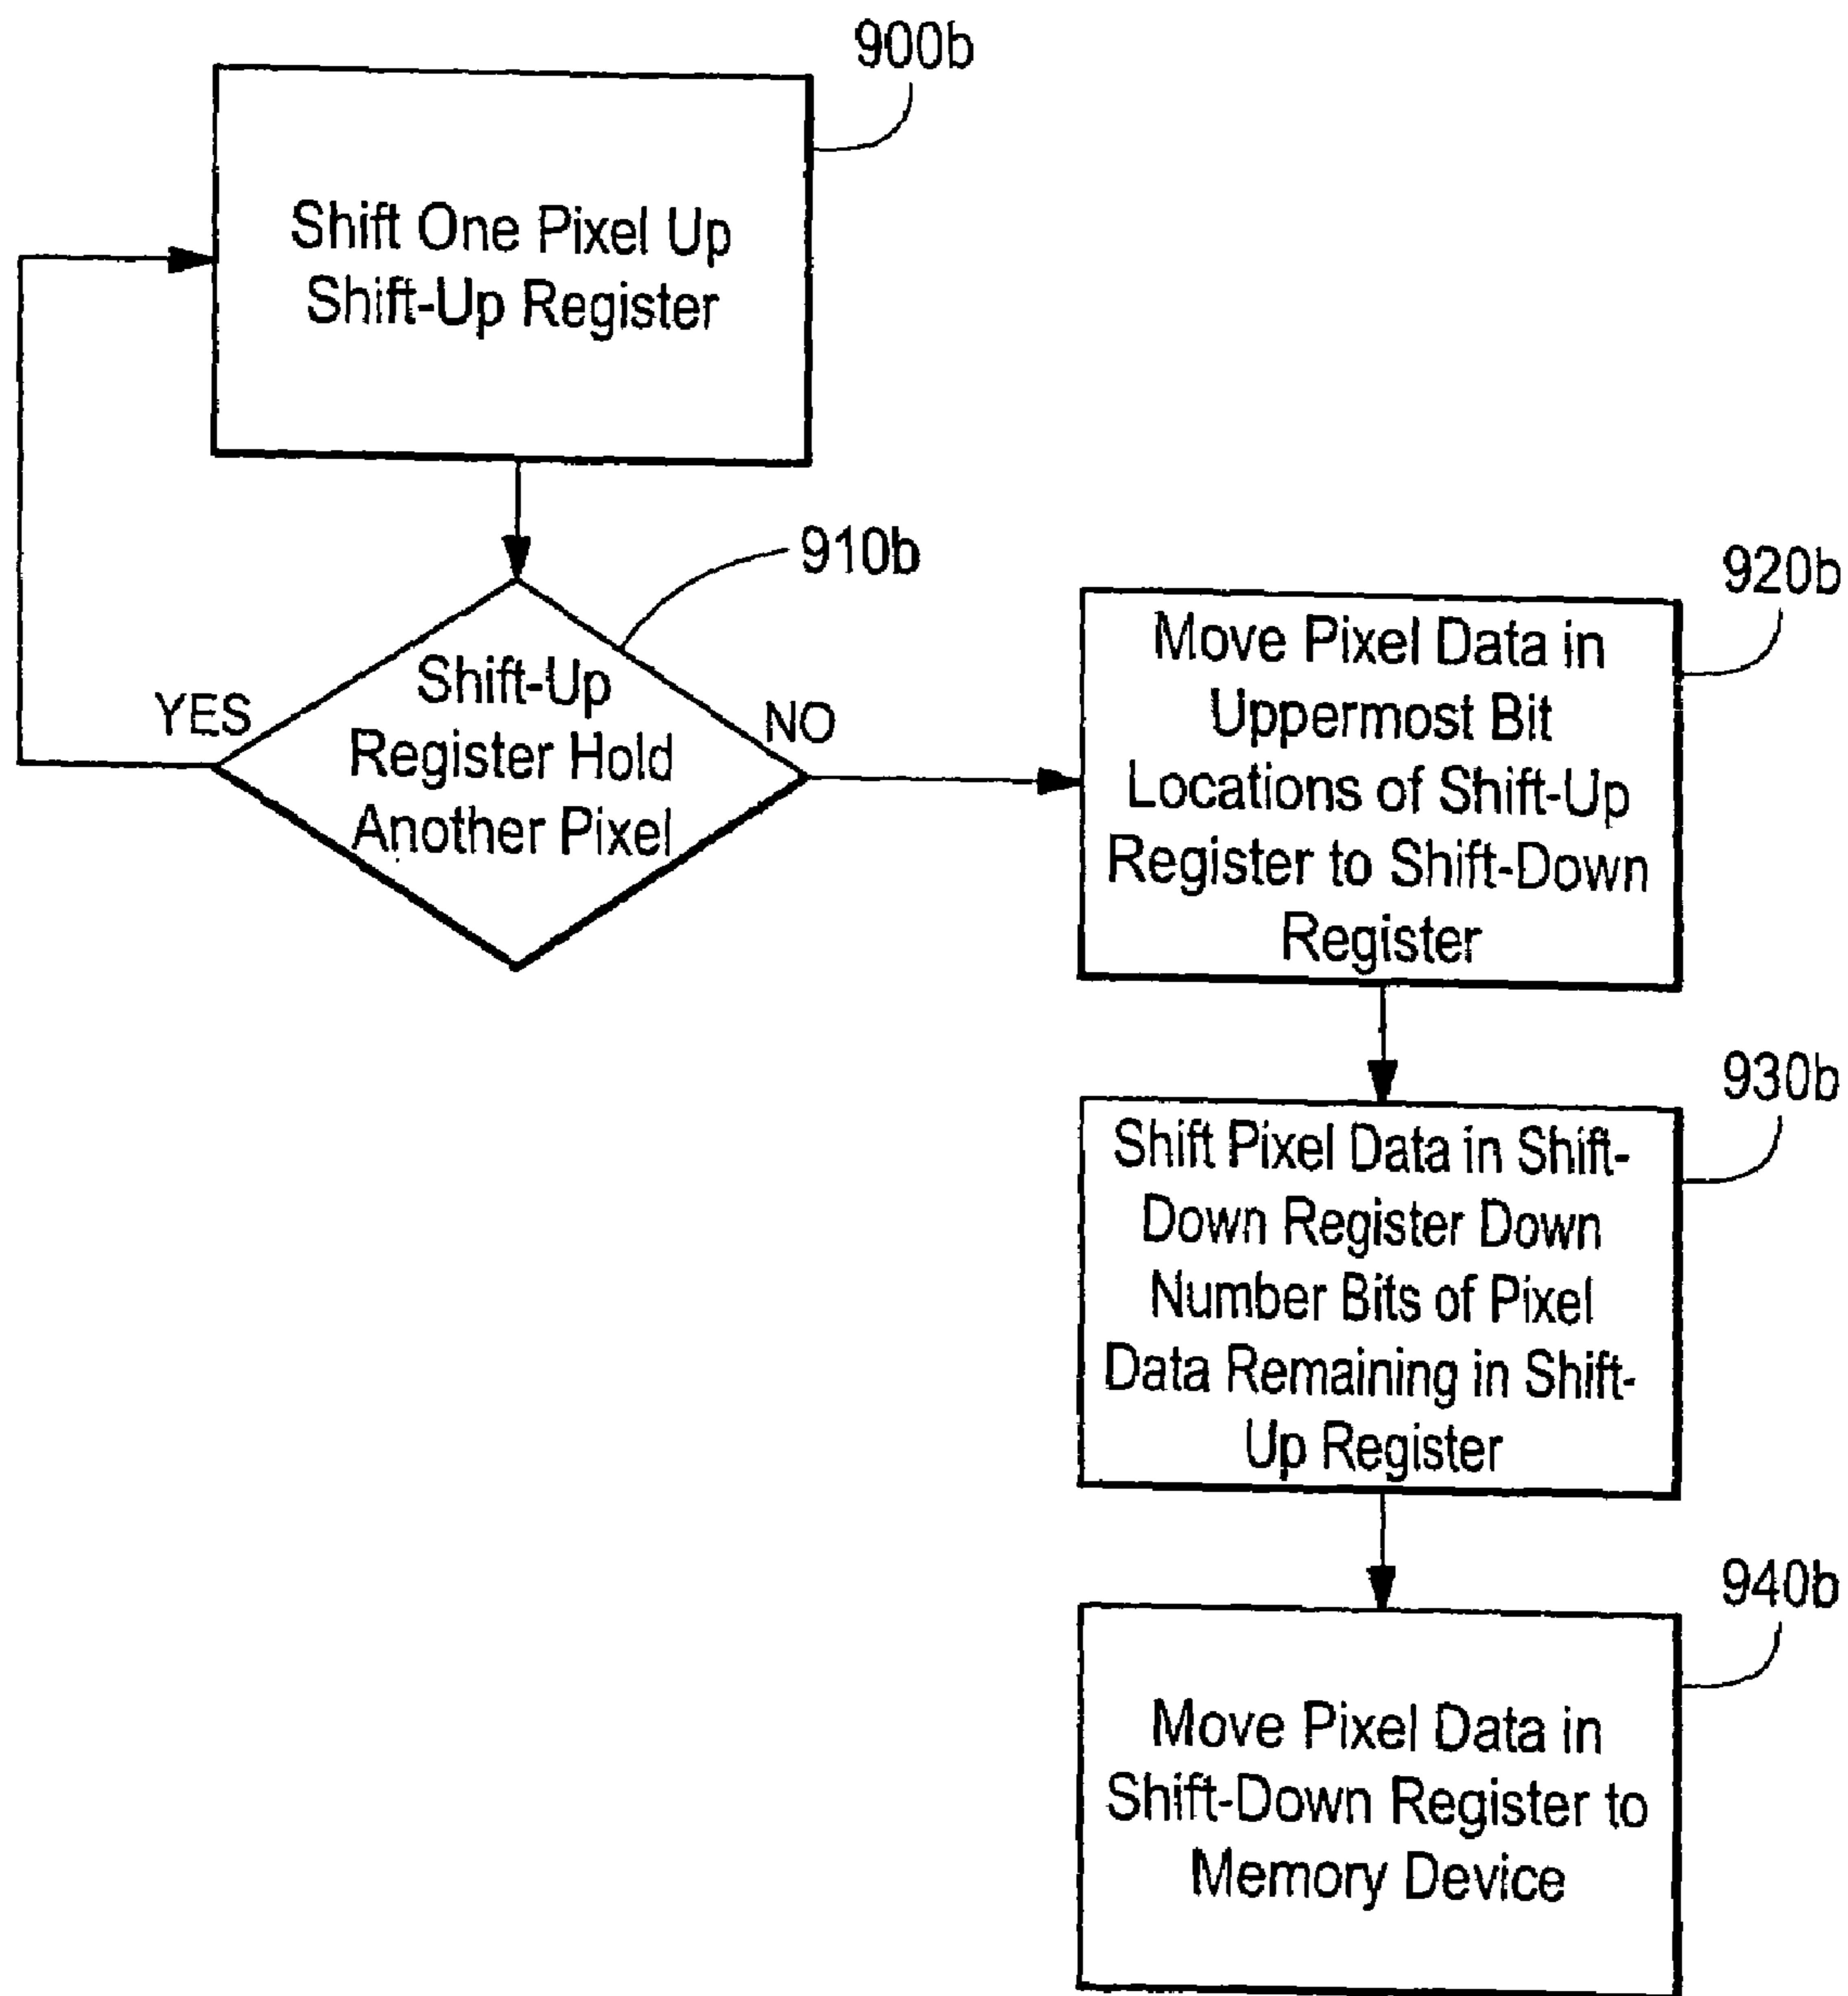 900b
Shift One Pixel Up
Shift-Up Register
910b
Shift-Up
Register Hold
Another Pixel
YES
NO
920b
Move Pixel Data in
Uppermost Bit
Locations of Shift-Up
Register to Shift-Down
Register
930b
Shift Pixel Data in Shift-
Down Register Down
Number Bits of Pixel
Data Remaining in Shift-
Up Register
940b
Move Pixel Data in
Shift-Down Register to
Memory Device